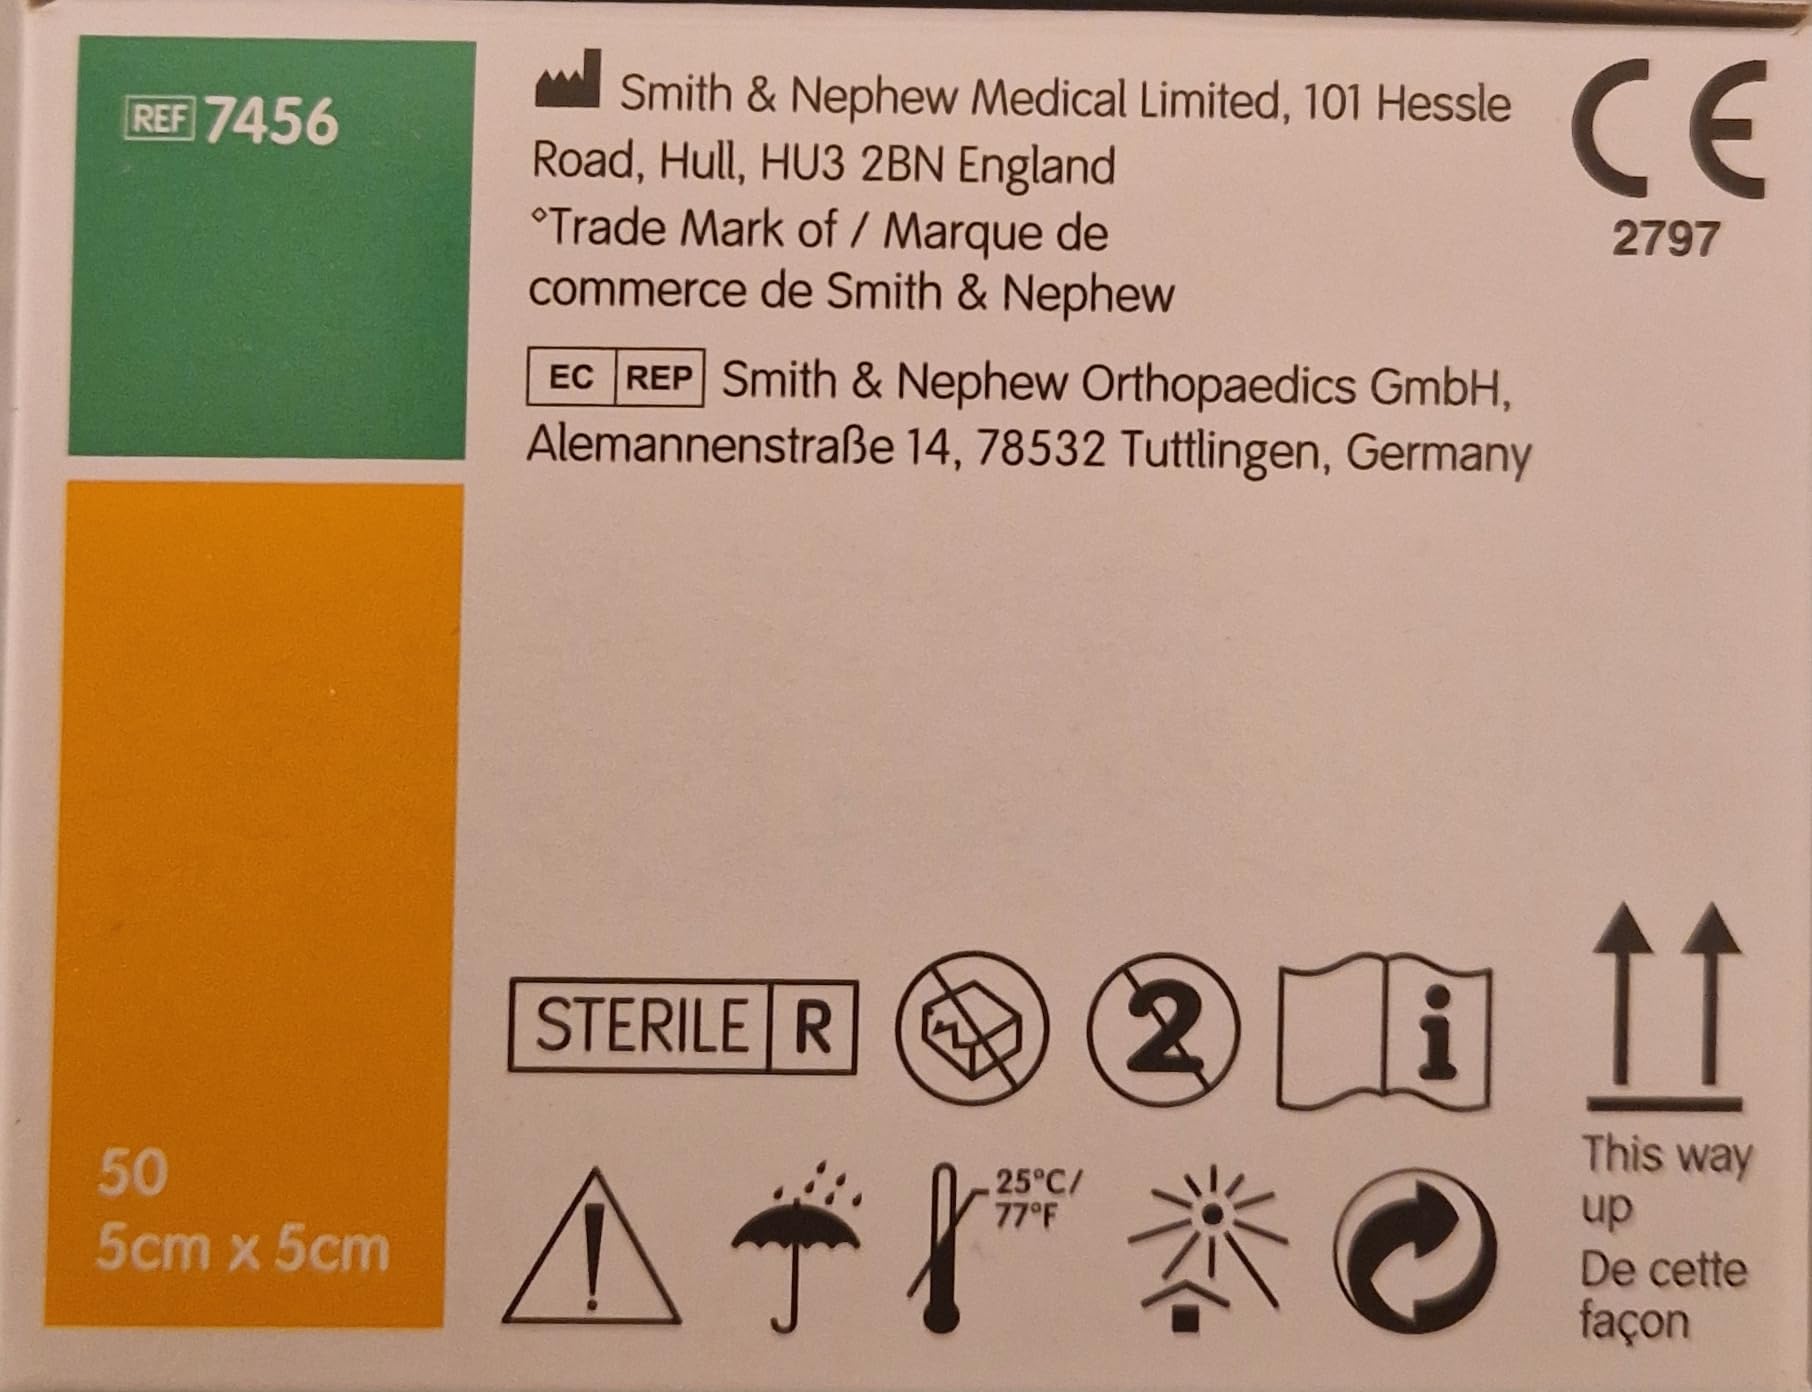 REF 7456
Smith & Nephew Medical Limited, 101 Hessle
Road, Hull, HU3 2BN England
°Trade Mark of / Marque de
commerce de Smith & Nephew
EC REP Smith & Nephew Orthopaedics GmbH,
Alemannenstraße 14, 78532 Tuttlingen, Germany
CE
2797
50
5cm x 5cm
STERILE R
2
i
!
25°C/
77°F
This way
up
De cette
façon